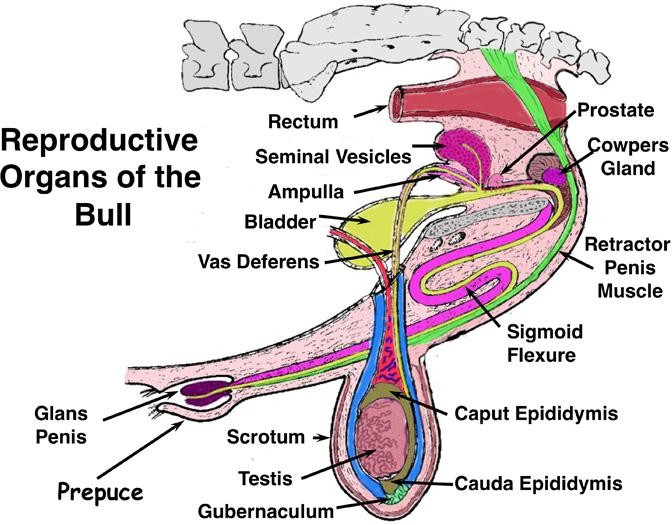 Reproductive
Organs of the
Bull
Rectum
Seminal Vesicles
Ampulla
Bladder
Vas Deferens
Prostate
Cowpers
Gland
Retractor
Penis
Muscle
Sigmoid
Flexure
Glans
Penis
Prepuce
Scrotum
Testis
Gubernaculum
Caput Epididymis
Cauda Epididymis